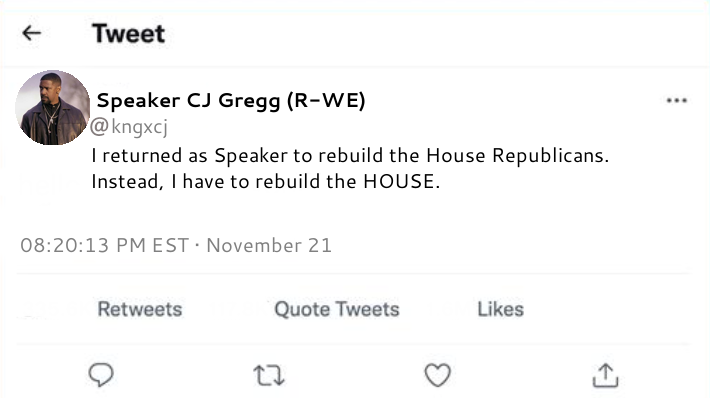 Tweet
Speaker CJ Gregg (R-WE)
@kngxcj
I returned as Speaker to rebuild the House Republicans.
Instead, I have to rebuild the HOUSE.
08:20:13 PM EST · November 21
Retweets Quote Tweets Likes